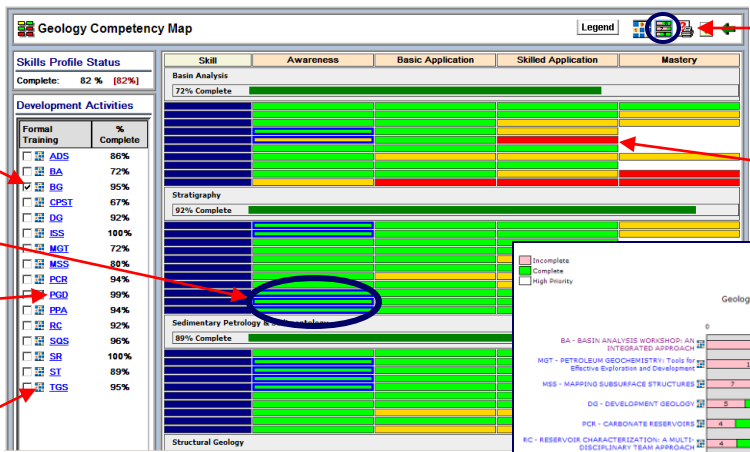 Geology Competency Map
Legend
Skills Profile Status
Complete: 82 % [82%]
Development Activities
Formal Training
% Complete
ADS 86%
BA 72%
BG 95%
CPST 67%
DG 92%
ISS 100%
MGT 72%
MSS 80%
PCR 94%
PGD 99%
PPA 94%
RC 92%
SQS 96%
SR 100%
ST 89%
TGS 95%
Skill Awareness Basic Application Skilled Application Mastery
Basin Analysis
72% Complete
Stratigraphy
92% Complete
Sedimentary Petrology &
89% Complete
Structural Geology
Incomplete
Complete
High Priority
Geolog
0
BA - BASIN ANALYSIS WORKSHOP: AN
INTEGRATED APPROACH
MGT - PETROLEUM GEOCHEMISTRY: Tools for
Effective Exploration and Development
1
MSS - MAPPING SUBSURFACE STRUCTURES
7
DG - DEVELOPMENT GEOLOGY
5
PCR - CARBONATE RESERVOIRS
4
RC - RESERVOIR CHARACTERIZATION: A MULTI-
DISCIPLINARY TEAM APPROACH
4